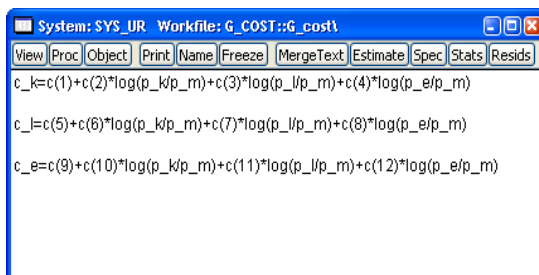 System: SYS_UR Workfile: G_COST::G_cost\
View Proc Object Print Name Freeze MergeText Estimate Spec Stats Resids
c_k=c(1)+c(2)*log(p_k/p_m)+c(3)*log(p_l/p_m)+c(4)*log(p_e/p_m)
c_l=c(5)+c(6)*log(p_k/p_m)+c(7)*log(p_l/p_m)+c(8)*log(p_e/p_m)
c_e=c(9)+c(10)*log(p_k/p_m)+c(11)*log(p_l/p_m)+c(12)*log(p_e/p_m)